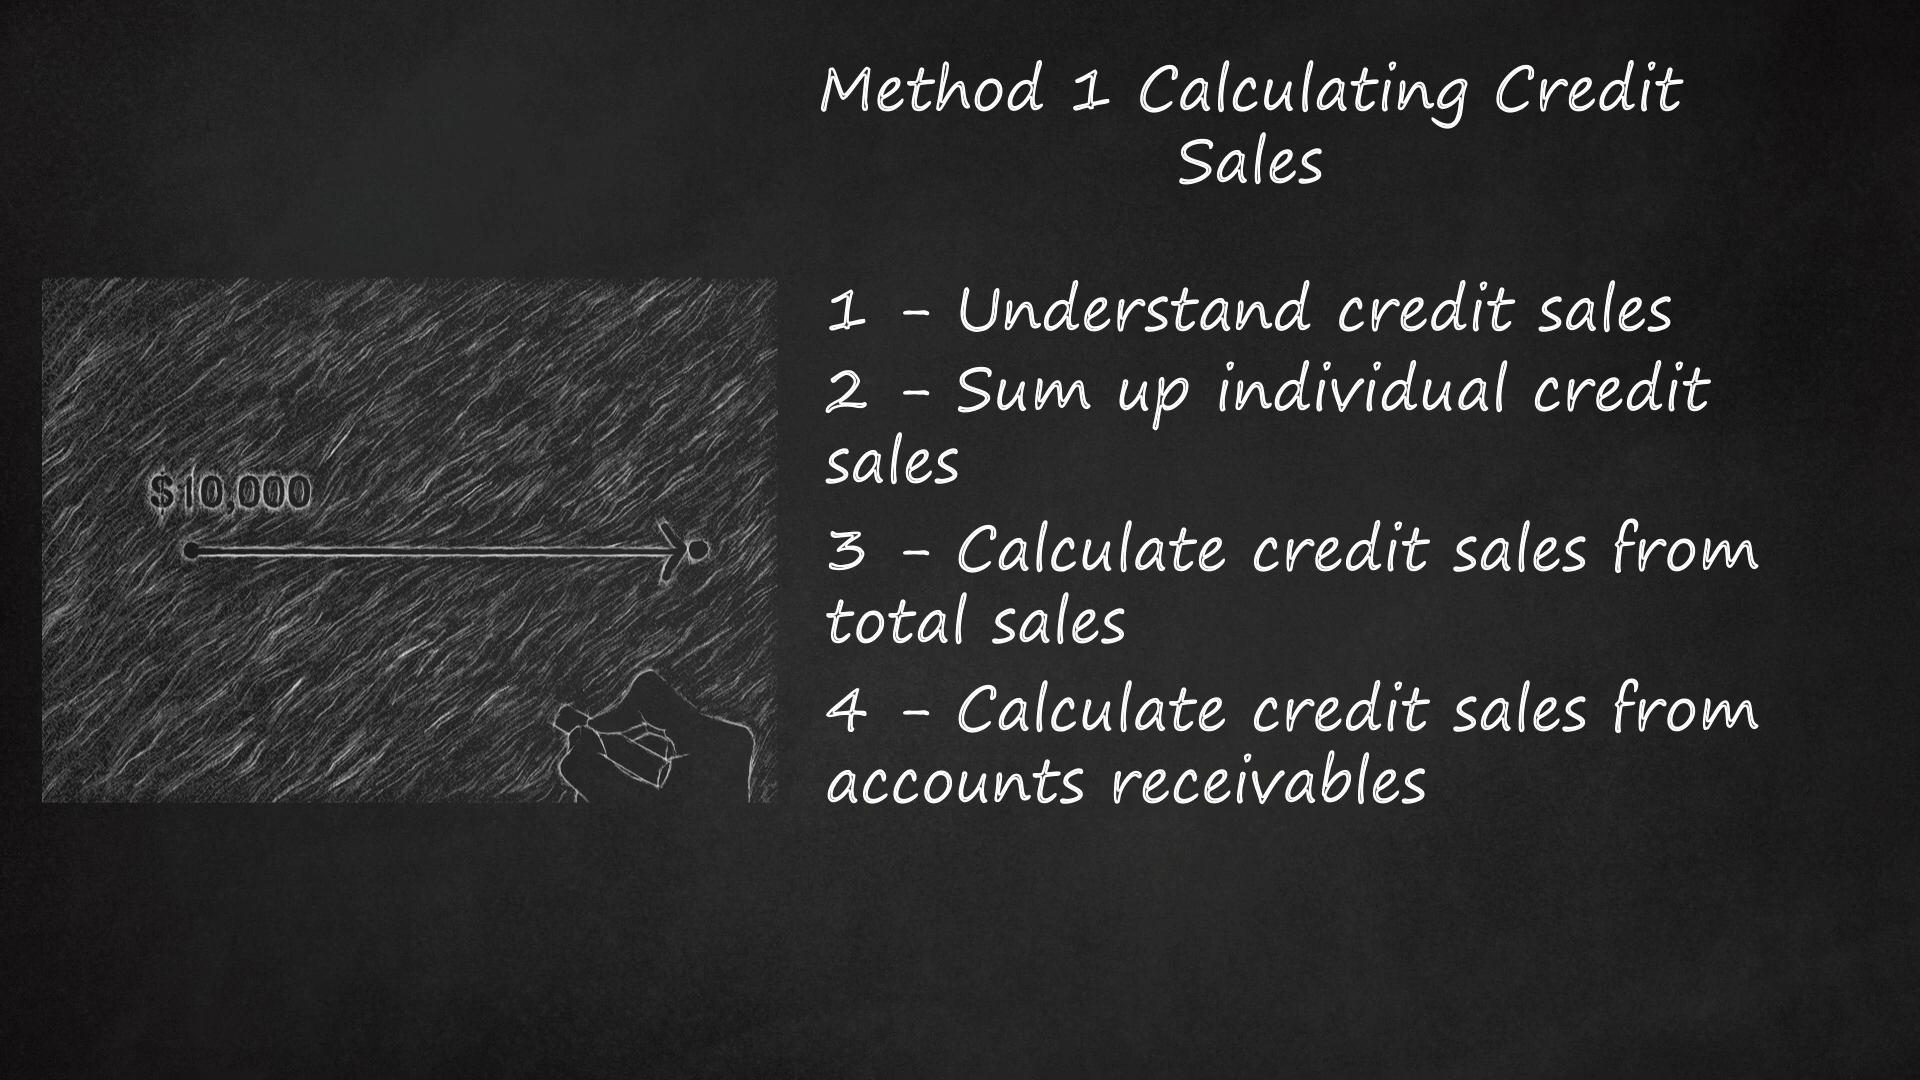 Method 1 Calculating Credit
Sales
1 - Understand credit sales
2 - Sum up individual credit
sales
$10,000
3 - Calculate credit sales from
total sales
4 - Calculate credit sales from
accounts receivables